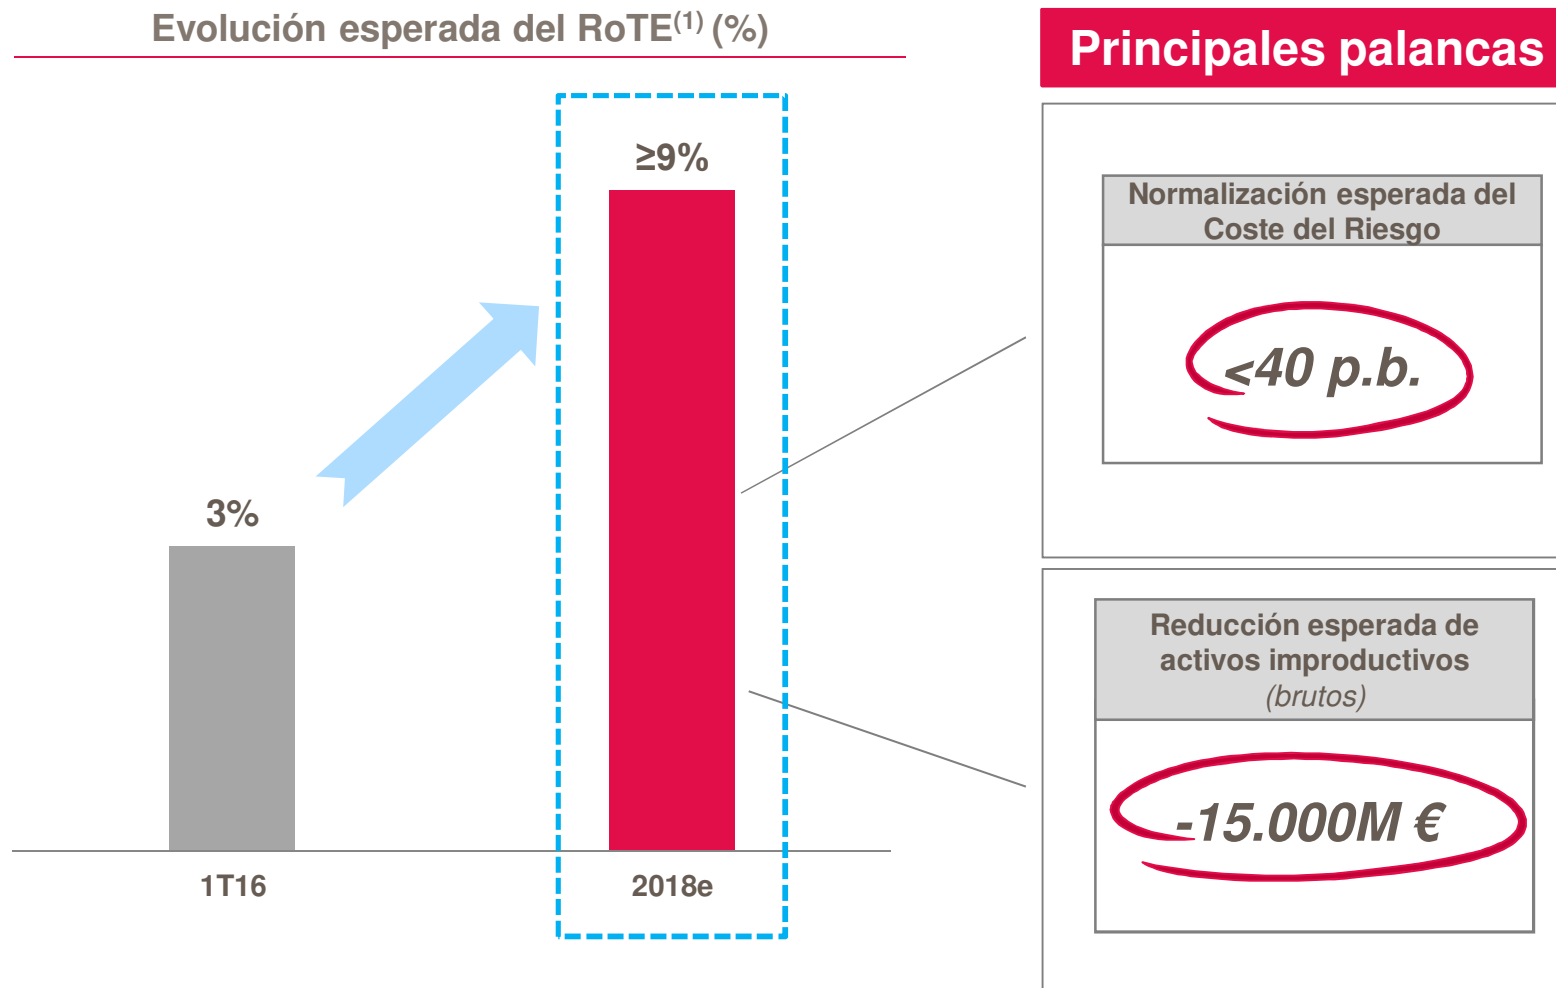 Evolución esperada del RoTE(1) (%)
≥9%
3%
1T16
2018e
Principales palancas
Normalización esperada del
Coste del Riesgo
<40 p.b.
Reducción esperada de
activos improductivos
(brutos)
-15.000M €